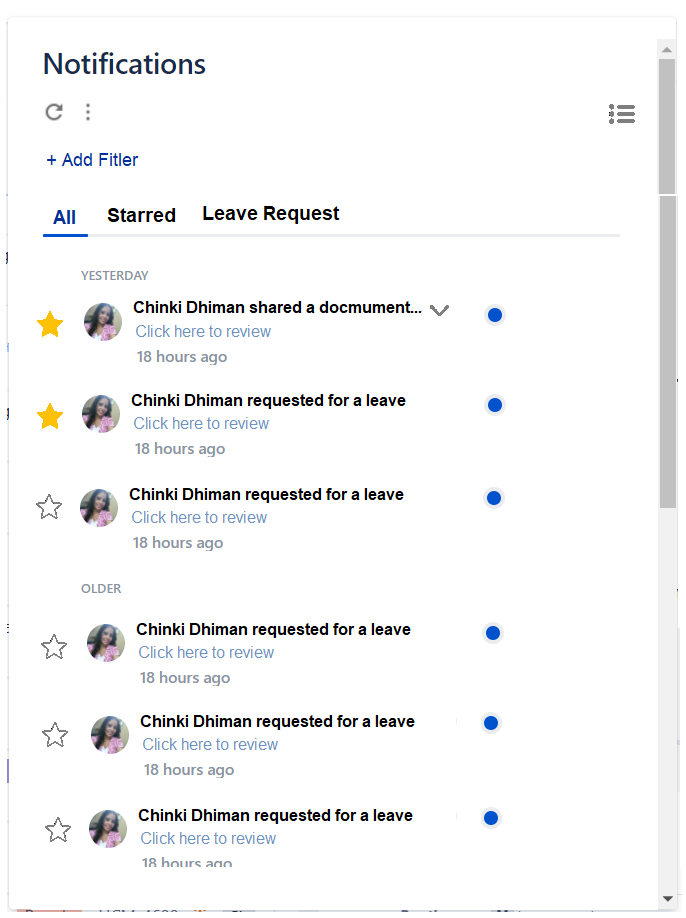 Notifications
+ Add Fitler
All Starred Leave Request
YESTERDAY
Chinki Dhiman shared a docmument...
Click here to review
18 hours ago
Chinki Dhiman requested for a leave
Click here to review
18 hours ago
Chinki Dhiman requested for a leave
Click here to review
18 hours ago
OLDER
Chinki Dhiman requested for a leave
Click here to review
18 hours ago
Chinki Dhiman requested for a leave
Click here to review
18 hours ago
Chinki Dhiman requested for a leave
Click here to review
18 hours ago